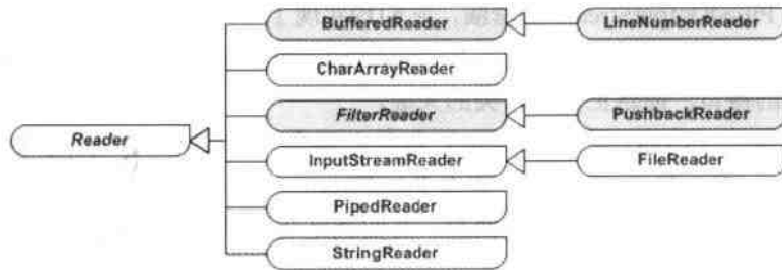 BufferedReader
LineNumberReader
CharArrayReader
FilterReader
PushbackReader
Reader
InputStreamReader
FileReader
PipedReader
StringReader